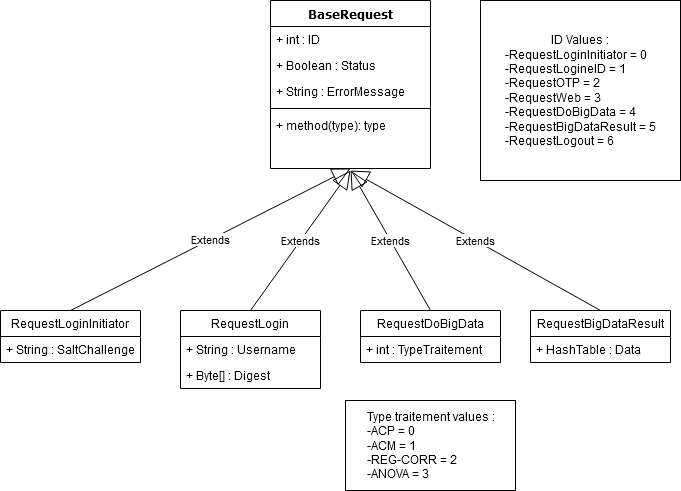 BaseRequest
+ int : ID
+ Boolean : Status
+ String : ErrorMessage
+ method(type): type
ID Values :
-RequestLoginInitiator = 0
-RequestLogineID = 1
-RequestOTP = 2
-RequestWeb = 3
-RequestDoBigData = 4
-RequestBigDataResult = 5
-RequestLogout = 6
Extends
Extends
Extends
Extends
RequestLoginInitiator
+ String : SaltChallenge
RequestLogin
+ String : Username
+ Byte[] : Digest
RequestDoBigData
+ int : TypeTraitement
RequestBigDataResult
+ HashTable : Data
Type traitement values :
-ACP = 0
-ACM = 1
-REG-CORR = 2
-ANOVA = 3